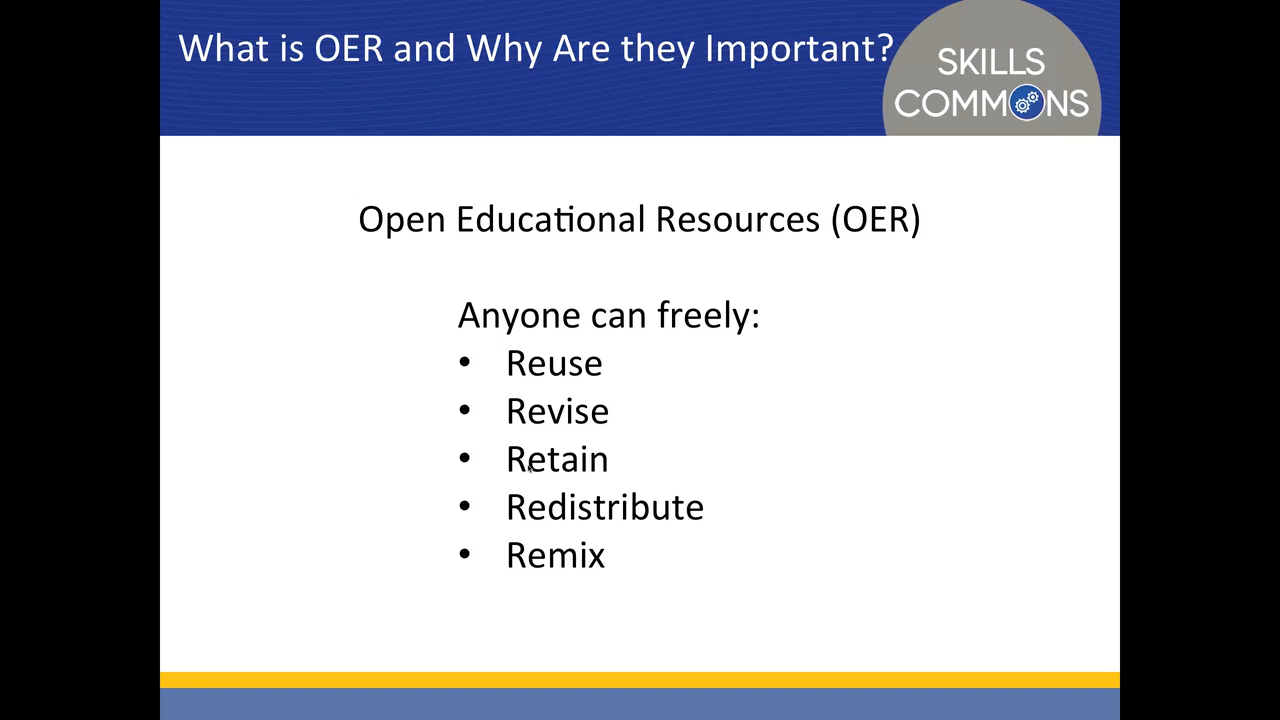 What is OER and Why Are they Important?
SKILLS
COMMONS
Open Educational Resources (OER)
Anyone can freely:
• Reuse
• Revise
• Retain
• Redistribute
• Remix